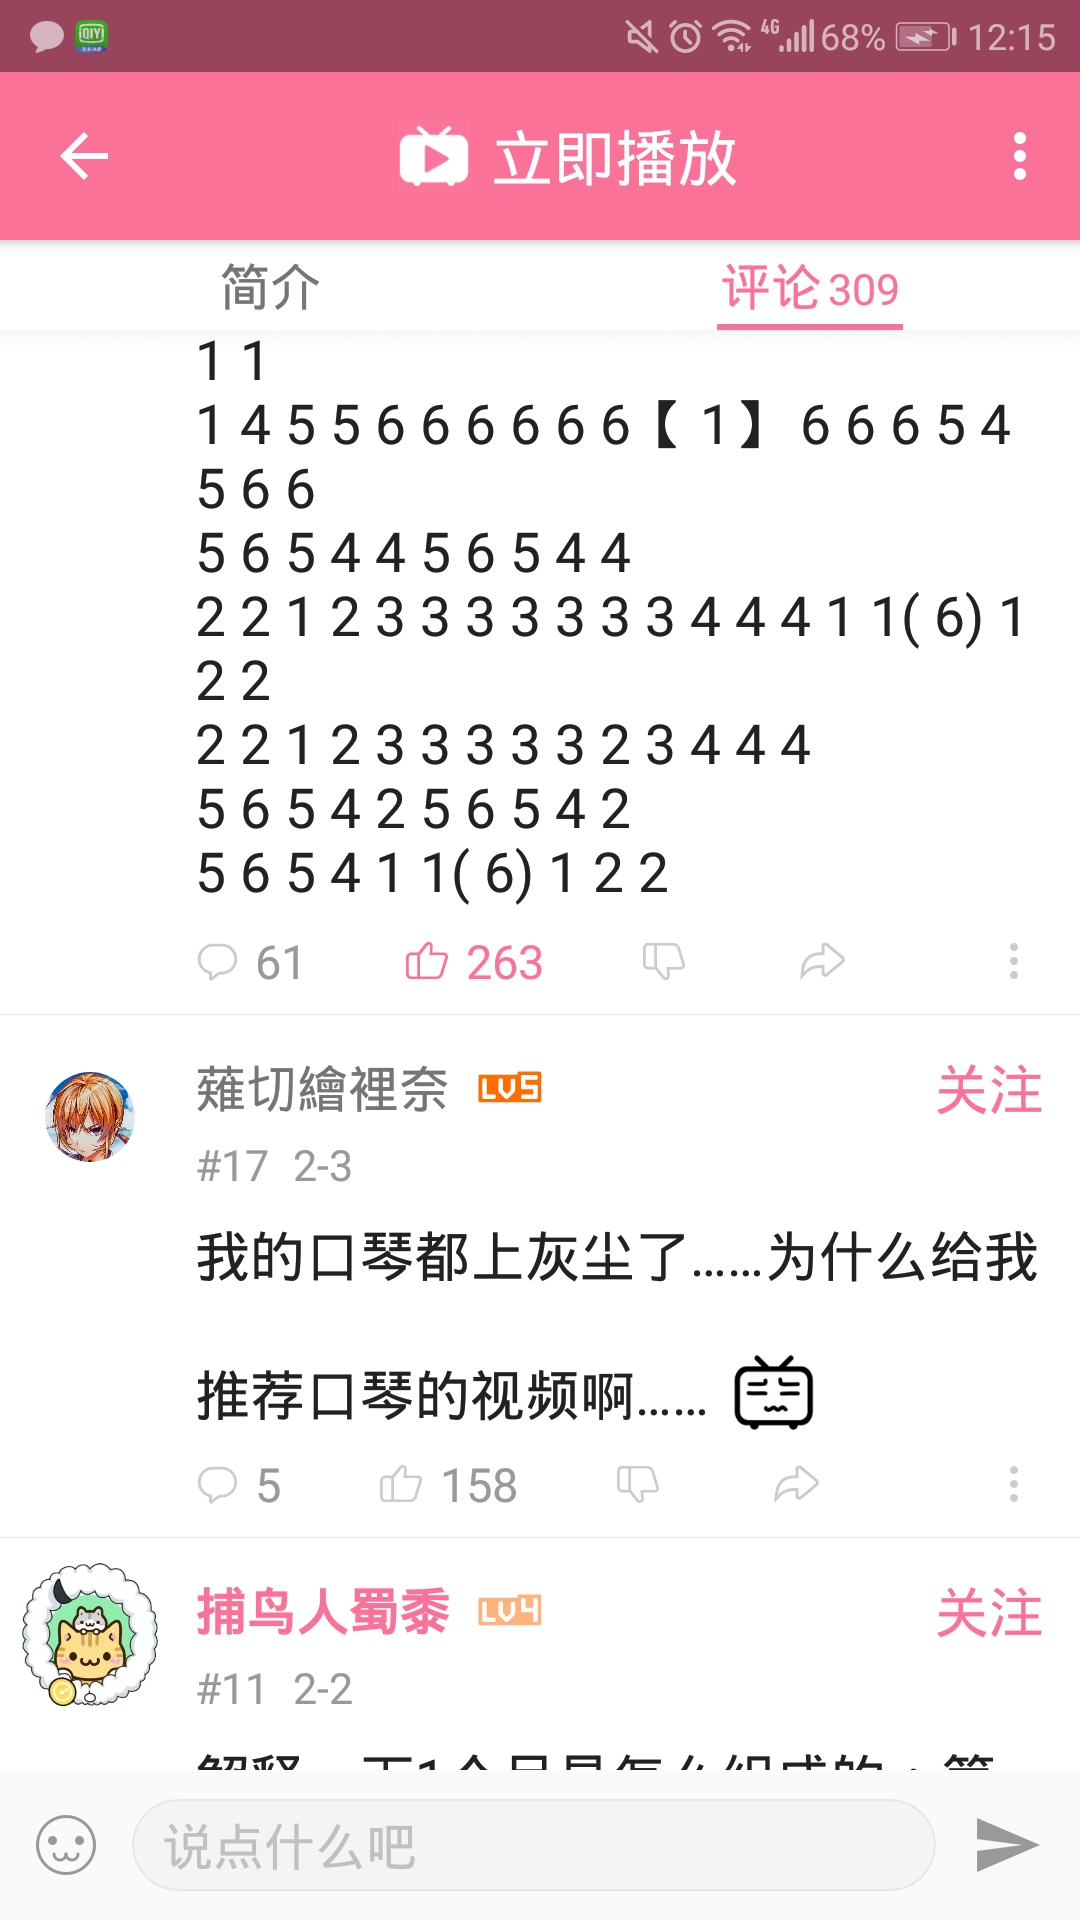 iQIYI
4G
68%
12:15
立即播放
简介
评论 309
1 1
1 4 5 5 6 6 6 6 6 6【 1】 6 6 6 5 4
5 6 6
5 6 5 4 4 5 6 5 4 4
2 2 1 2 3 3 3 3 3 3 3 4 4 4 1 1( 6) 1
2 2
2 2 1 2 3 3 3 3 3 2 3 4 4 4
5 6 5 4 2 5 6 5 4 2
5 6 5 4 1 1( 6) 1 2 2
61
263
薙切繪裡奈 LV5
关注
#17 2-3
我的口琴都上灰尘了……为什么给我
推荐口琴的视频啊……
5
158
捕鸟人蜀黍 LV4
关注
#11 2-2
说点什么吧